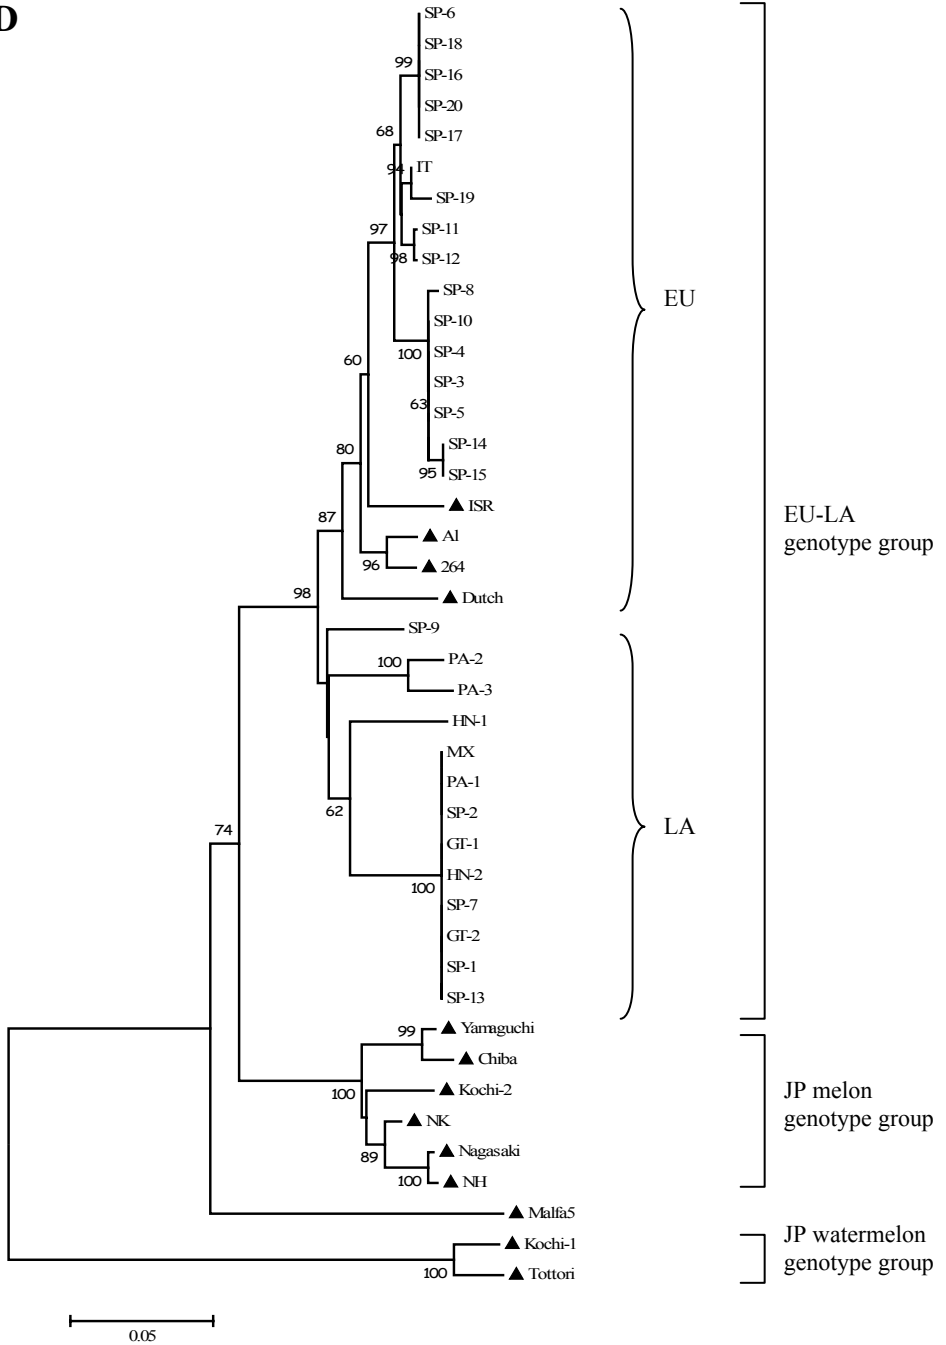 D
SP-6
SP-18
99
SP-16
SP-20
68
SP-17
94
IT
SP-19
97
SP-11
98
SP-12
SP-8
EU
SP-10
100
SP-4
60
SP-3
63
SP-5
80
SP-14
95
SP-15
ISR
87
Al
96
264
EU-LA
genotype group
98
Dutch
SP-9
100
PA-2
PA-3
HN-1
MX
PA-1
62
SP-2
LA
74
GT-1
100
HN-2
SP-7
GT-2
SP-1
SP-13
99
Yamaguchi
Chiba
100
Kochi-2
JP melon
genotype group
NK
89
Nagasaki
100
NH
Malfa5
Kochi-1
JP watermelon
genotype group
100
Tottori
0.05